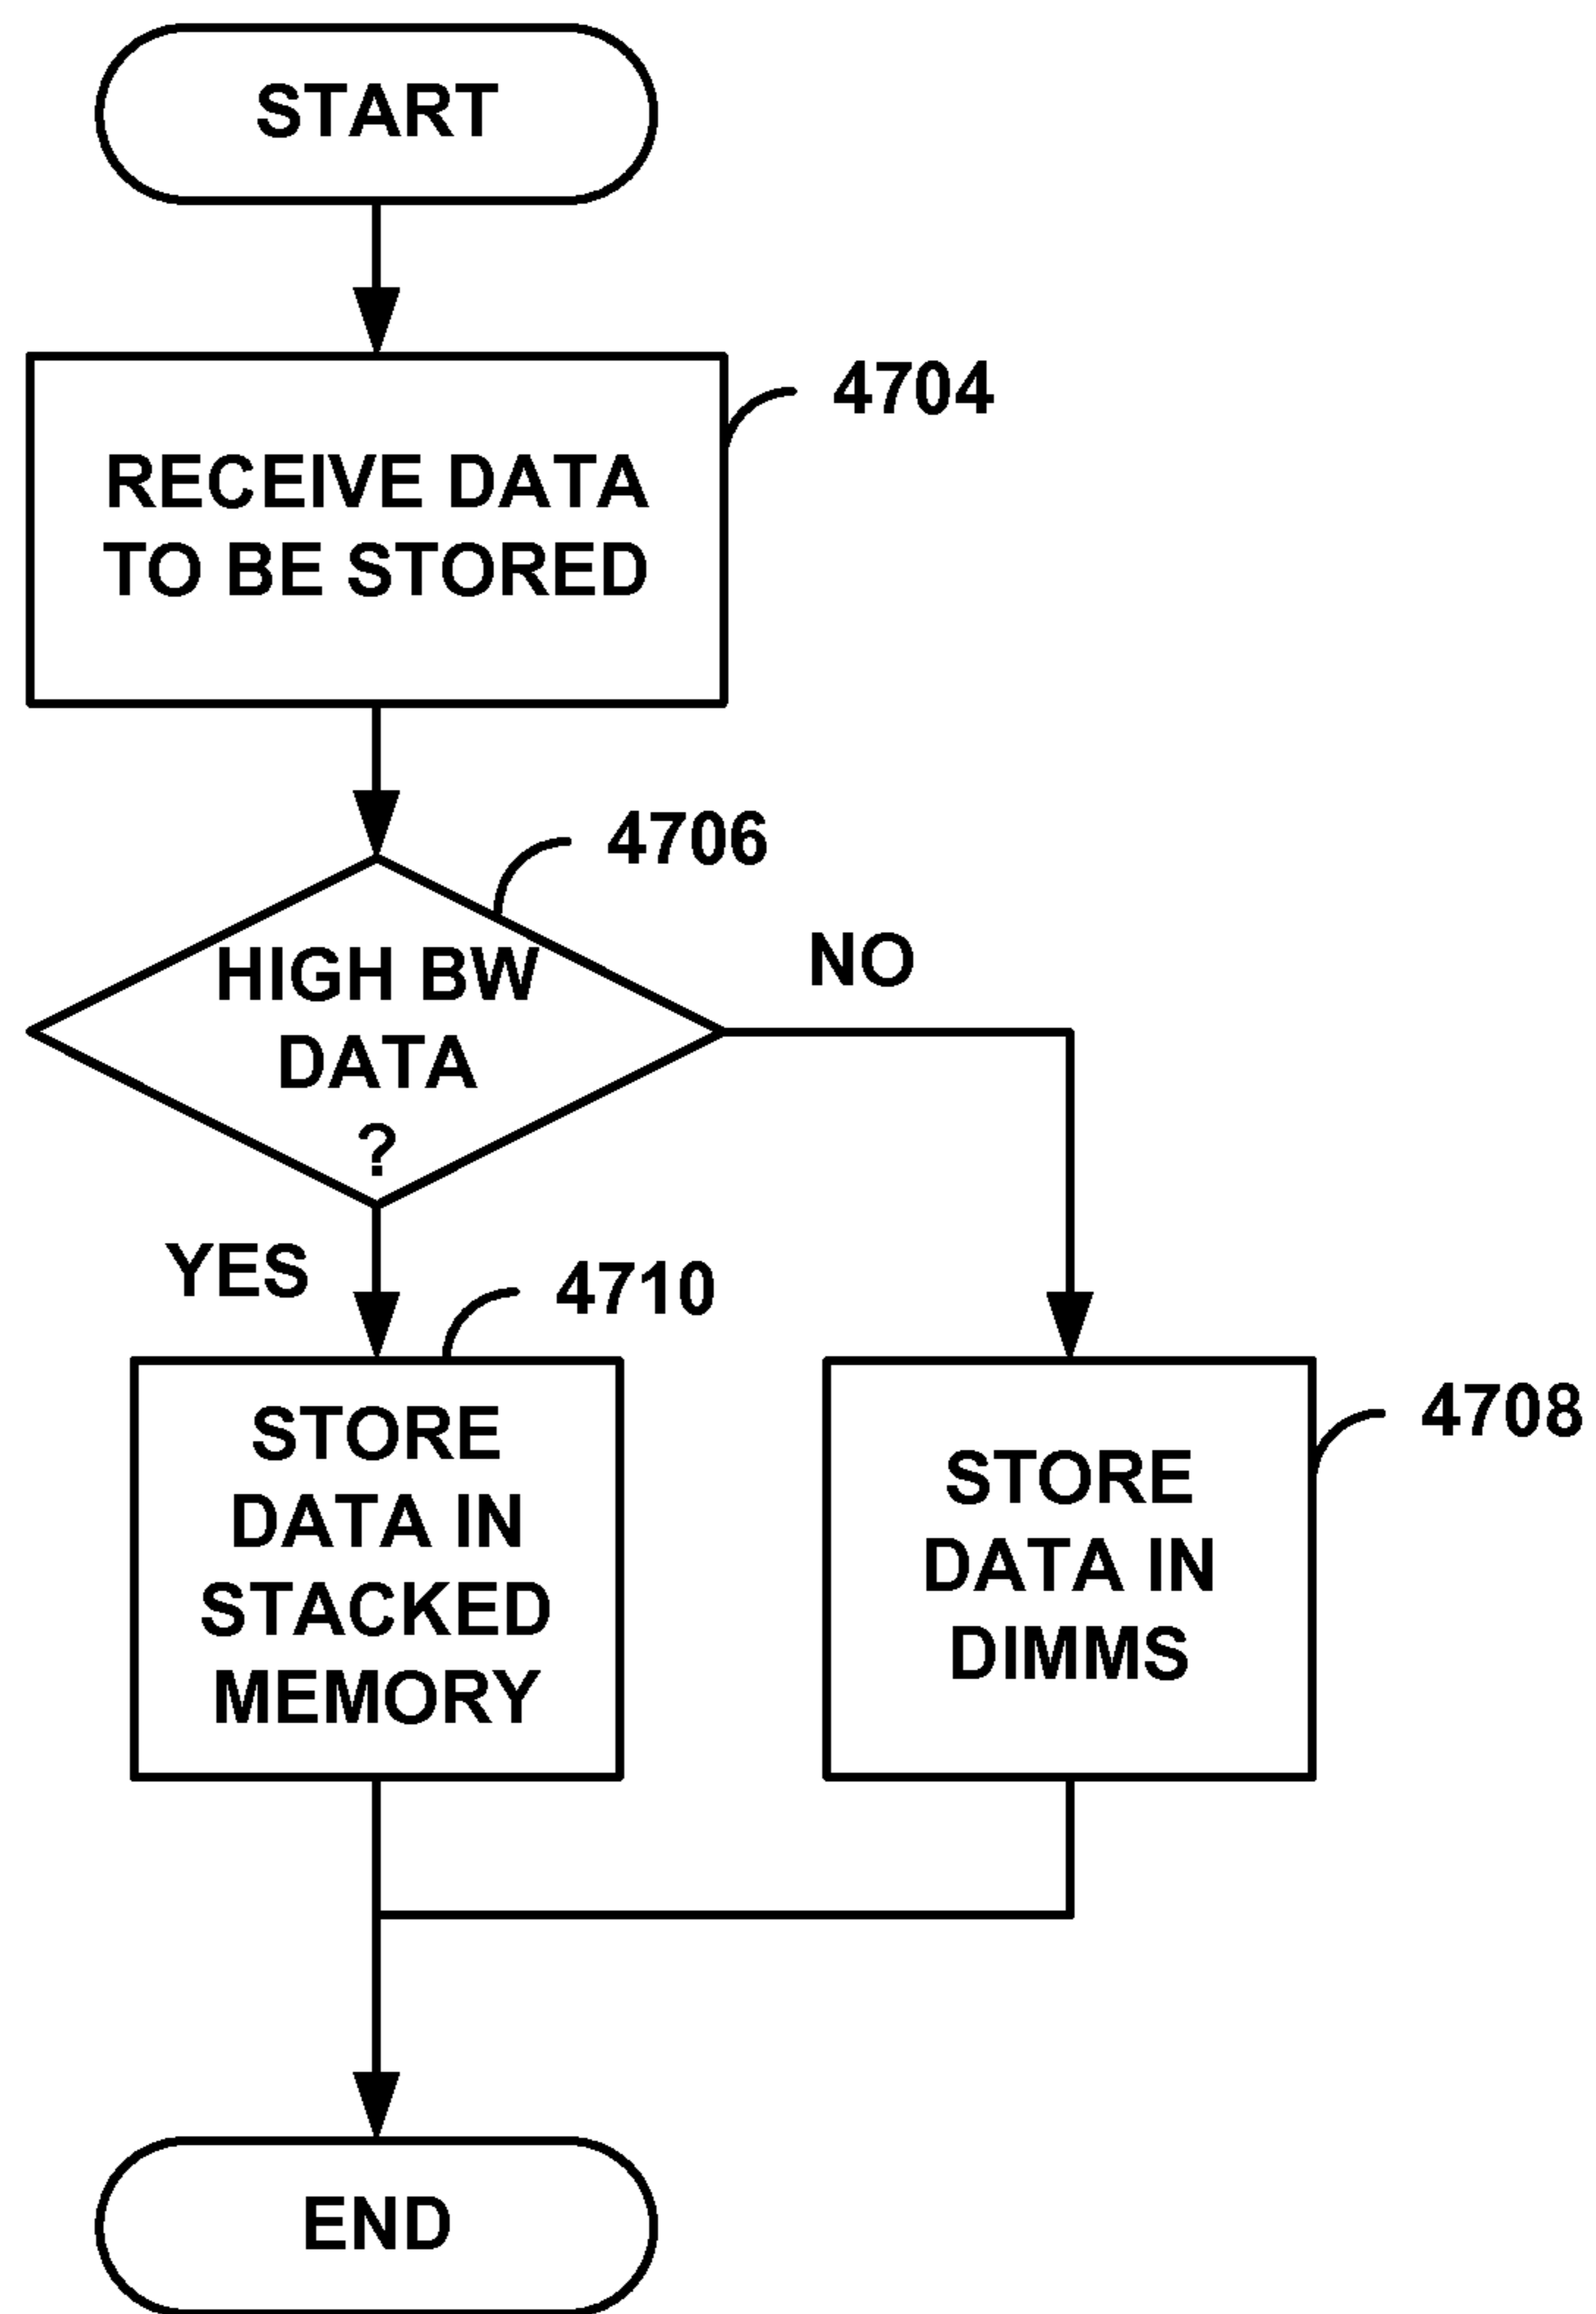 START
RECEIVE DATA
TO BE STORED
4704
HIGH BW
DATA
?
4706
NO
YES
4710
STORE
DATA IN
STACKED
MEMORY
STORE
DATA IN
DIMMS
4708
END